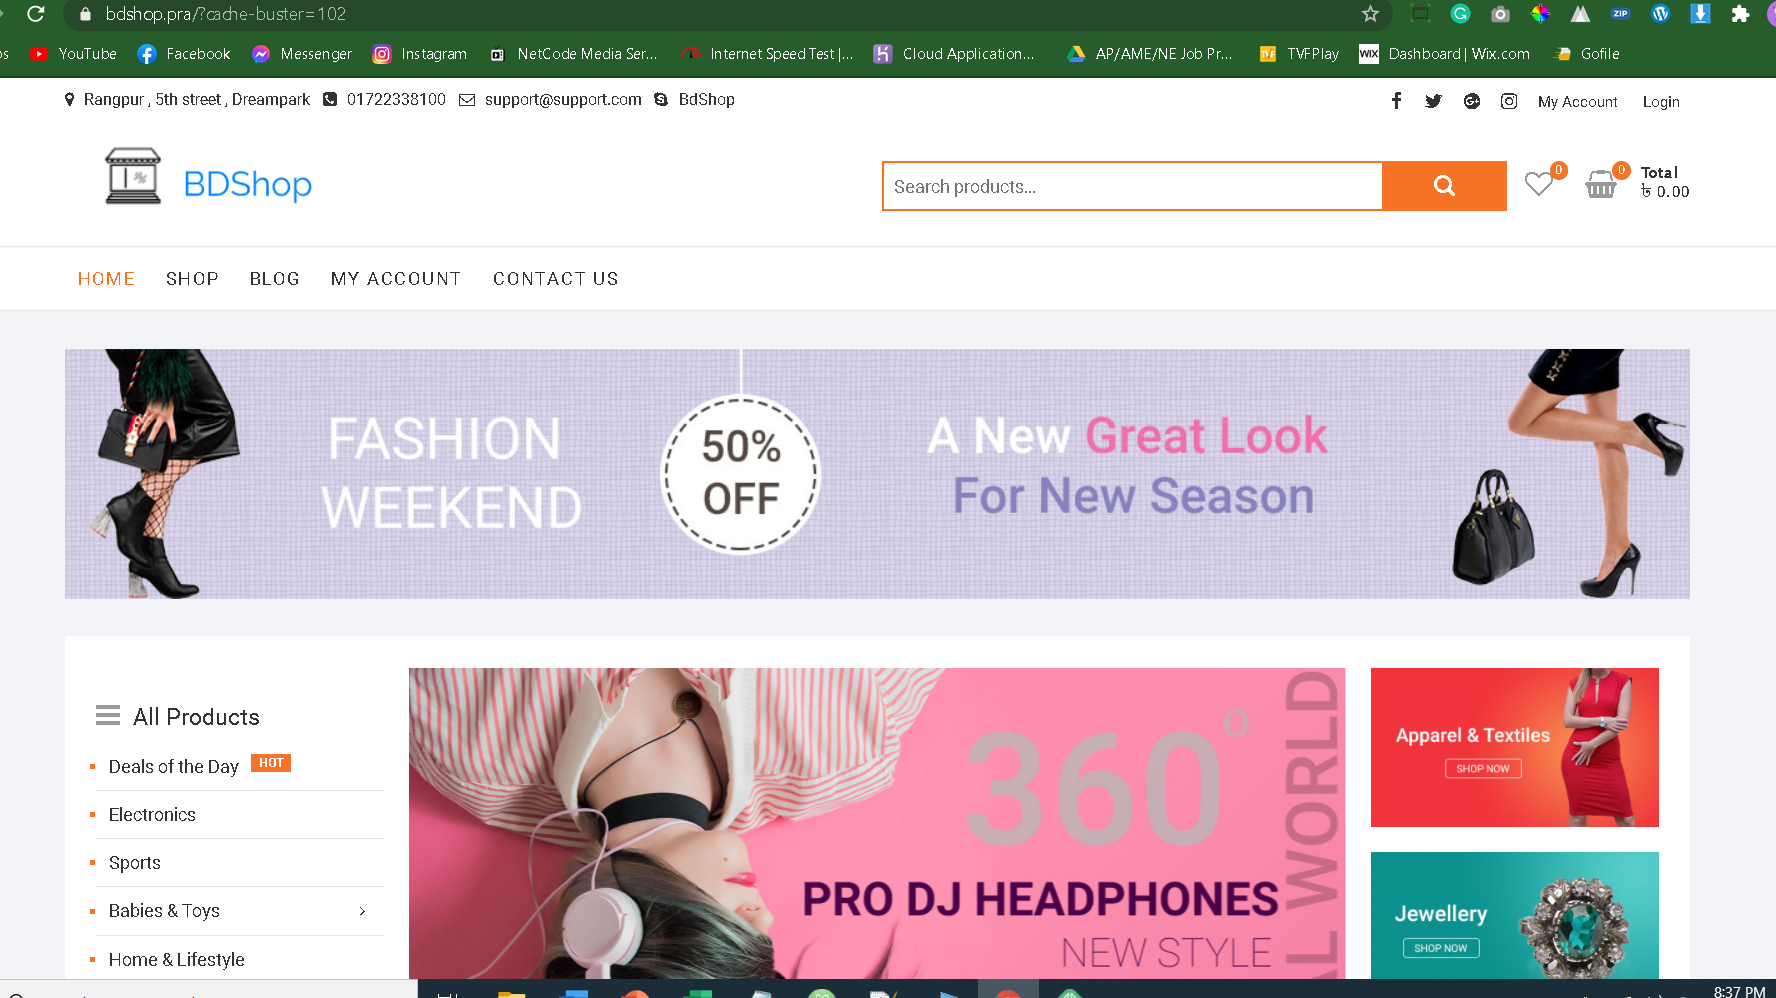 bdshop.pra/?cache-buster=102
YouTube Facebook Messenger Instagram NetCode Media Ser... Internet Speed Test |... Cloud Application... AP/AME/NE Job Pr... TVFPlay Dashboard | Wix.com Gofile
Rangpur , 5th street , Dreampark 01722338100 support@support.com BdShop My Account Login
BDShop
Search products...
0
0
Total
৳ 0.00
HOME SHOP BLOG MY ACCOUNT CONTACT US
FASHION
WEEKEND
50%
OFF
A New Great Look
For New Season
All Products
Deals of the Day HOT
Electronics
Sports
Babies & Toys
Home & Lifestyle
360°
WORLD
PRO DJ HEADPHONES
NEW STYLE
Apparel & Textiles
SHOP NOW
Jewellery
SHOP NOW
8:37 PM